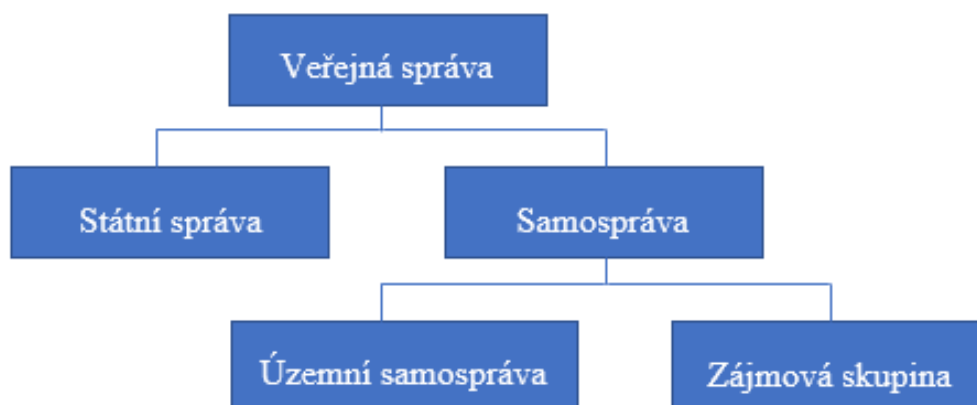 Veřejná správa
Státní správa
Samospráva
Územní samospráva
Zájmová skupina